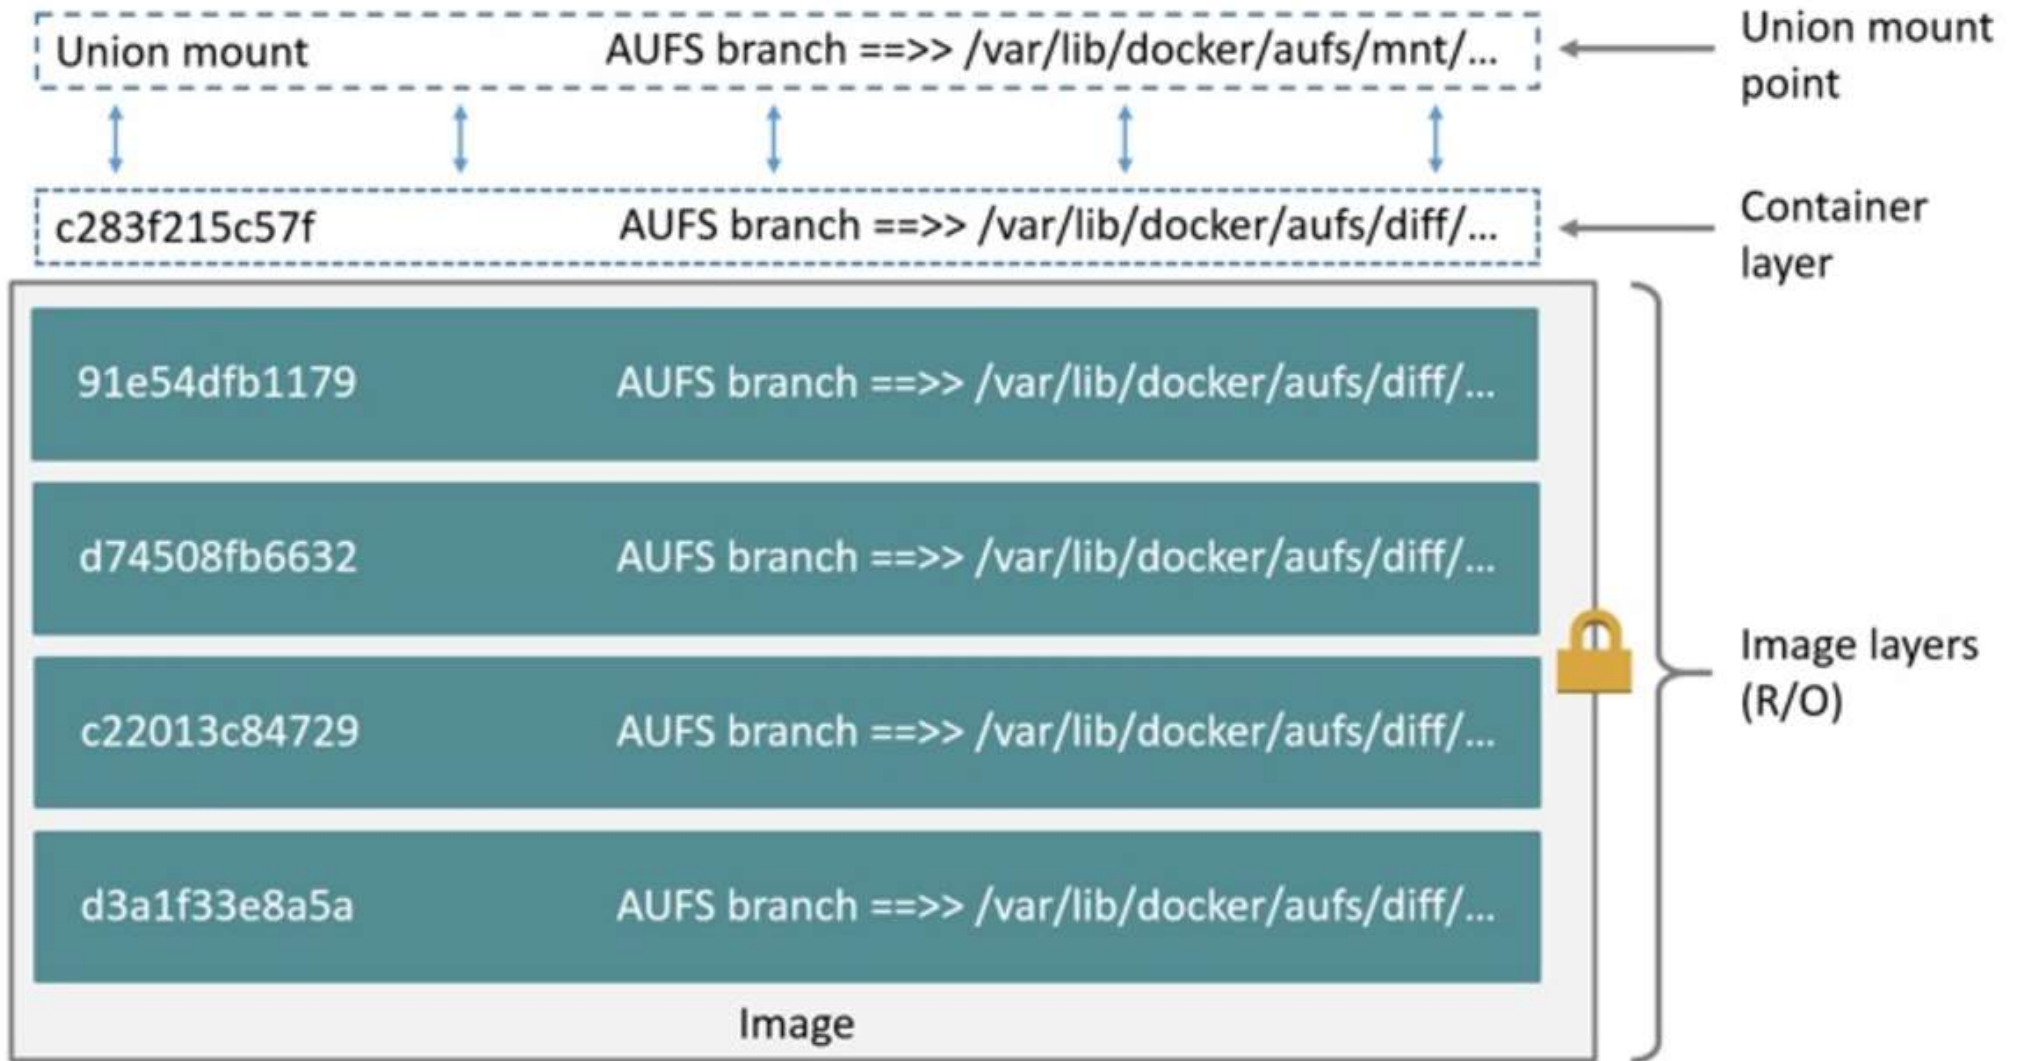 Union mount AUFS branch ==>> /var/lib/docker/aufs/mnt/...
Union mount
point
c283f215c57f AUFS branch ==>> /var/lib/docker/aufs/diff/...
Container
layer
91e54dfb1179 AUFS branch ==>> /var/lib/docker/aufs/diff/...
d74508fb6632 AUFS branch ==>> /var/lib/docker/aufs/diff/...
Image layers
(R/O)
c22013c84729 AUFS branch ==>> /var/lib/docker/aufs/diff/...
d3a1f33e8a5a AUFS branch ==>> /var/lib/docker/aufs/diff/...
Image